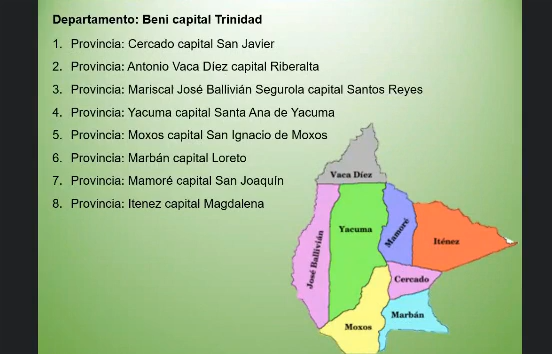 Departamento: Beni capital Trinidad
1. Provincia: Cercado capital San Javier
2. Provincia: Antonio Vaca Díez capital Riberalta
3. Provincia: Mariscal José Ballivián Segurola capital Santos Reyes
4. Provincia: Yacuma capital Santa Ana de Yacuma
5. Provincia: Moxos capital San Ignacio de Moxos
6. Provincia: Marbán capital Loreto
7. Provincia: Mamoré capital San Joaquín
8. Provincia: Itenez capital Magdalena
Vaca Díez
José Ballivián
Yacuma
Mamoré
Iténez
Cercado
Marbán
Moxos